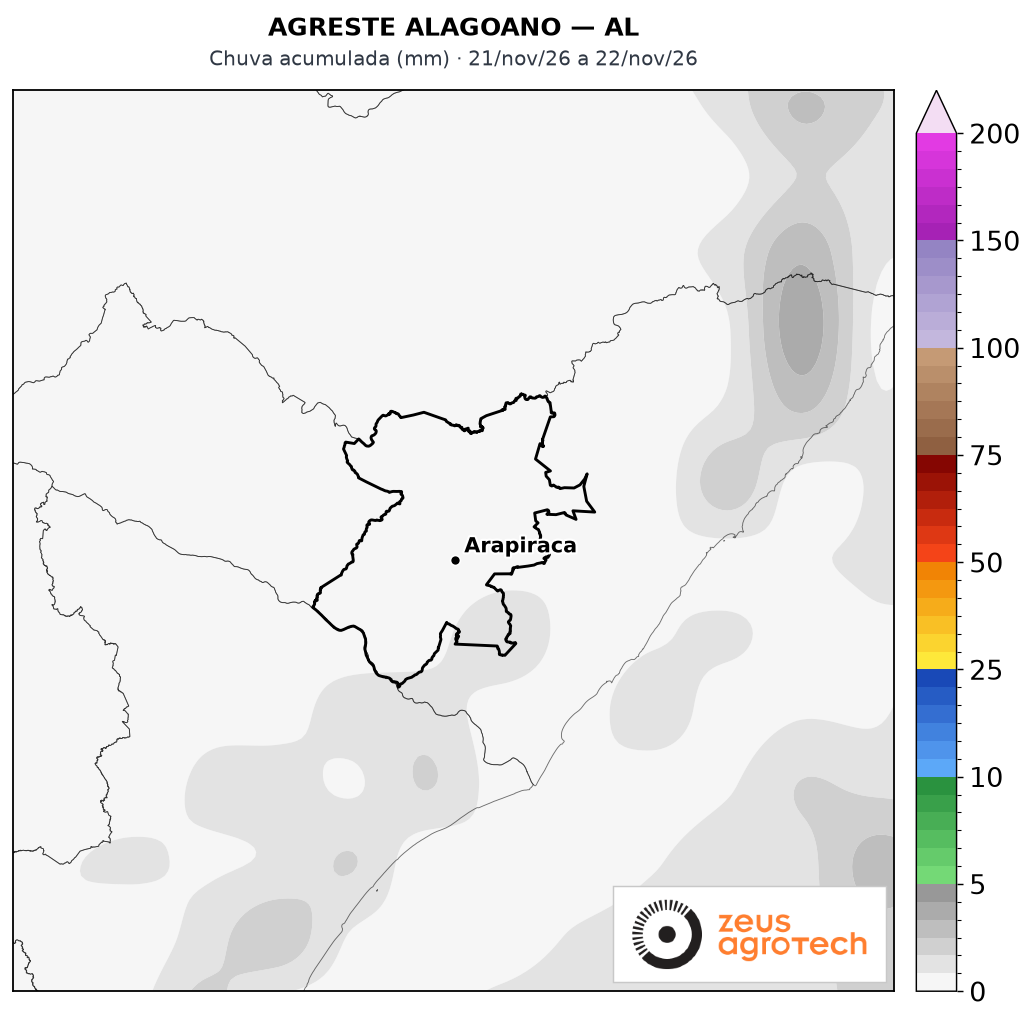 AGRESTE ALAGOANO — AL
Chuva acumulada (mm) · 21/nov/26 a 22/nov/26
200
150
100
75
50
25
10
5
0
Arapiraca
zeus
agrotech